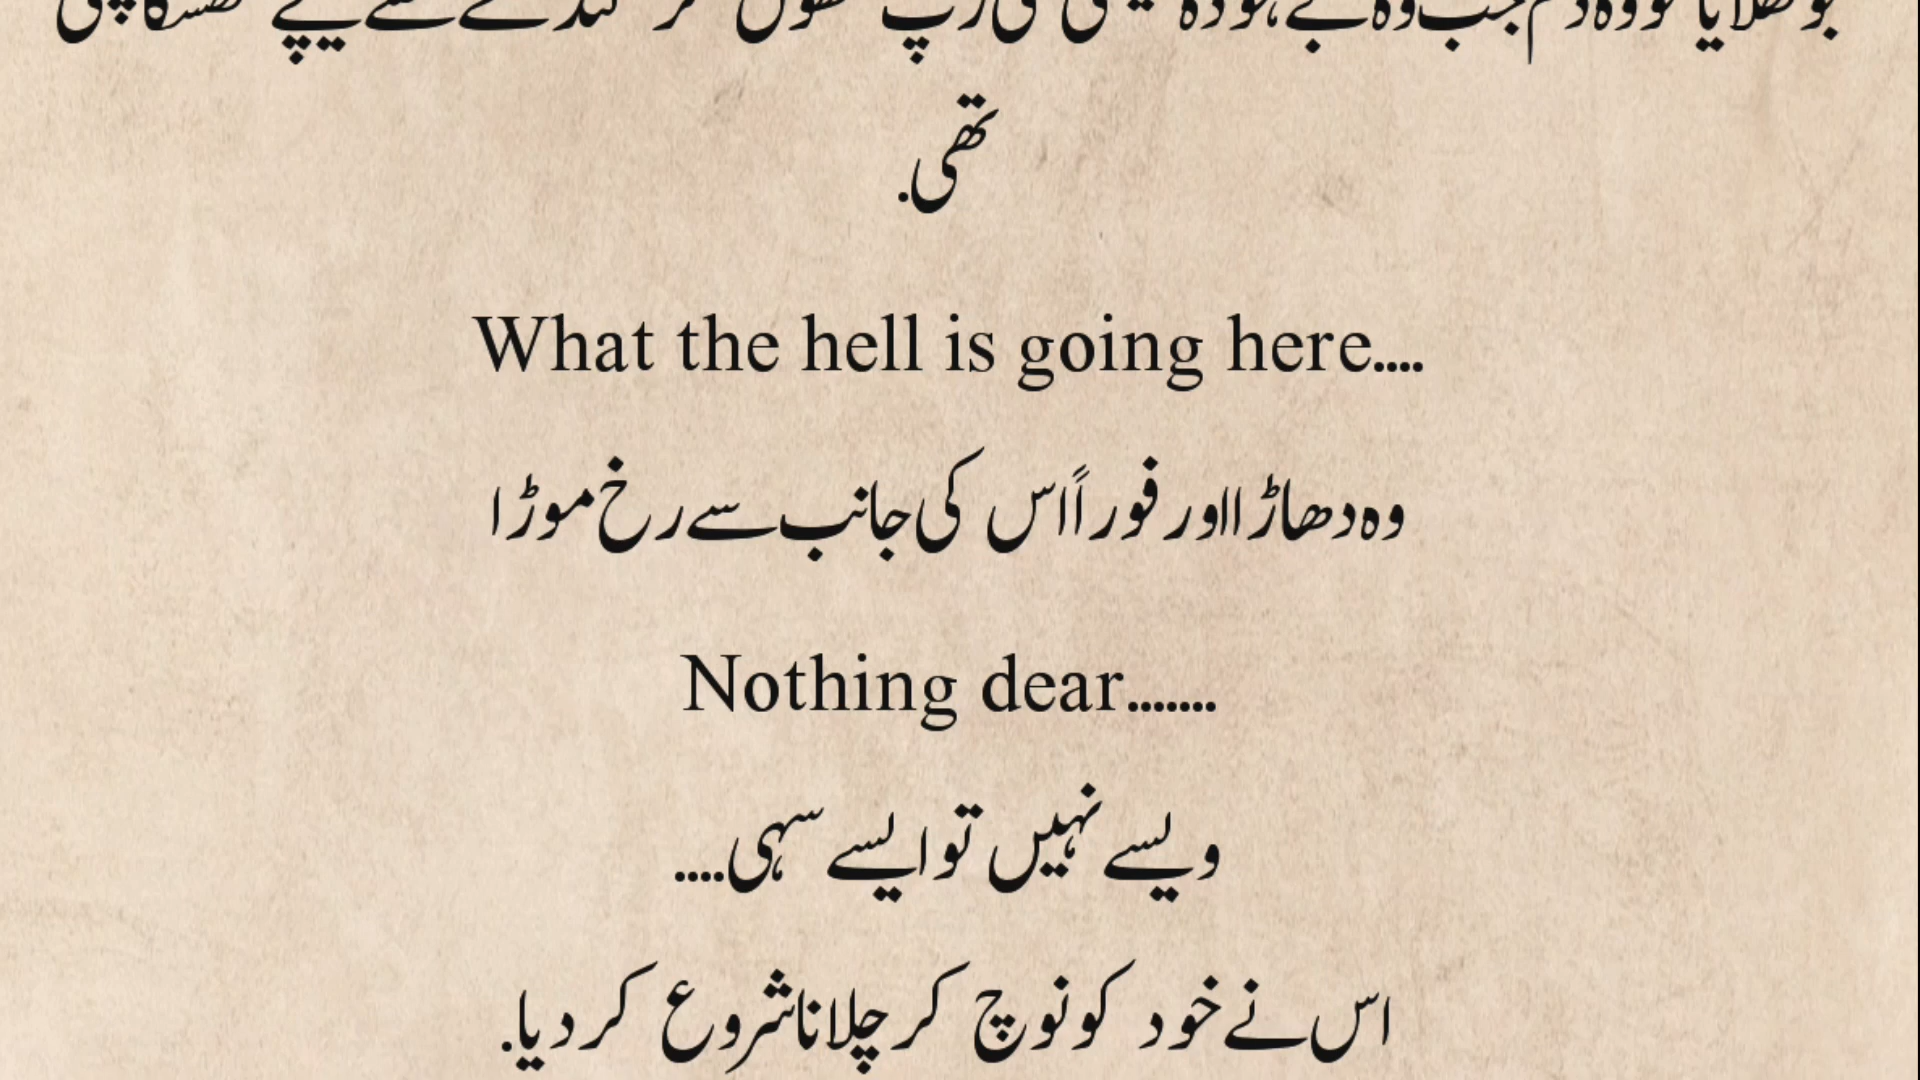 تھی.
What the hell is going here....
وہ دھاڑا اور فوراً اس کی جانب سے رخ موڑا
Nothing dear.......
ویسے نہیں تو ایسے سہی....
اس نے خود کو نوچ کر چلانا شروع کر دیا.